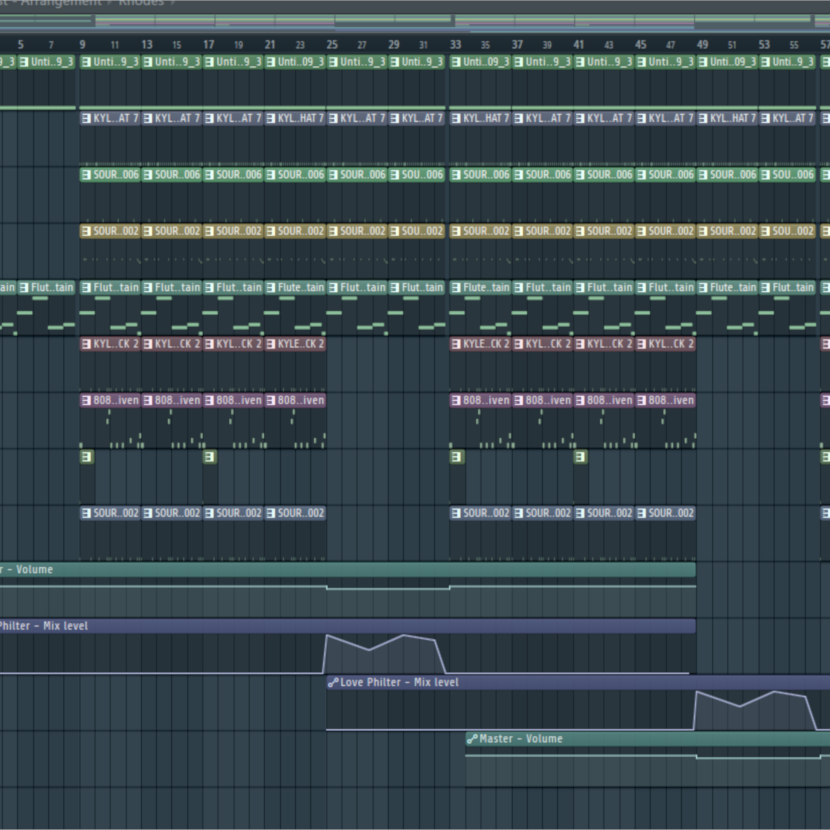 st - Arrangement › Rhodes ›
5 7 9 11 13 15 17 19 21 23 25 27 29 31 33 35 37 39 41 43 45 47 49 51 53 55 57
9_3 Unti..9_3 Unti..9_3 Unti..9_3 Unti..9_3 Unti..09_3 Unti..9_3 Unti..9_3 Unti..09_3 Unti..9_3 Unti..9_3 Unti..9_3 Unti..09_3 Unti..9_3
KYL..AT 7 KYL..AT 7 KYL..AT 7 KYL..HAT 7 KYL..AT 7 KYL..AT 7 KYL..HAT 7 KYL..AT 7 KYL..AT 7 KYL..AT 7 KYL..HAT 7 KYL..AT 7
SOUR..006 SOUR..006 SOUR..006 SOUR..006 SOUR..006 SOU..006 SOUR..006 SOUR..006 SOUR..006 SOUR..006 SOUR..006 SOUR..006
SOUR..002 SOUR..002 SOUR..002 SOUR..002 SOUR..002 SOU..002 SOUR..002 SOUR..002 SOUR..002 SOUR..002 SOUR..002 SOU..002
ain Flut..tain Flut..tain Flut..tain Flut..tain Flute..tain Flut..tain Flut..tain Flute..tain Flut..tain Flut..tain Flut..tain Flute..tain Flut..tain
KYL..CK 2 KYL..CK 2 KYL..CK 2 KYLE..CK 2 KYLE..CK 2 KYL..CK 2 KYL..CK 2 KYL..CK 2
808..iven 808..iven 808..iven 808..iven 808..iven 808..iven 808..iven 808..iven
SOUR..002 SOUR..002 SOUR..002 SOUR..002 SOUR..002 SOUR..002 SOUR..002 SOUR..002
r - Volume
Philter - Mix level
Love Philter - Mix level
Master - Volume